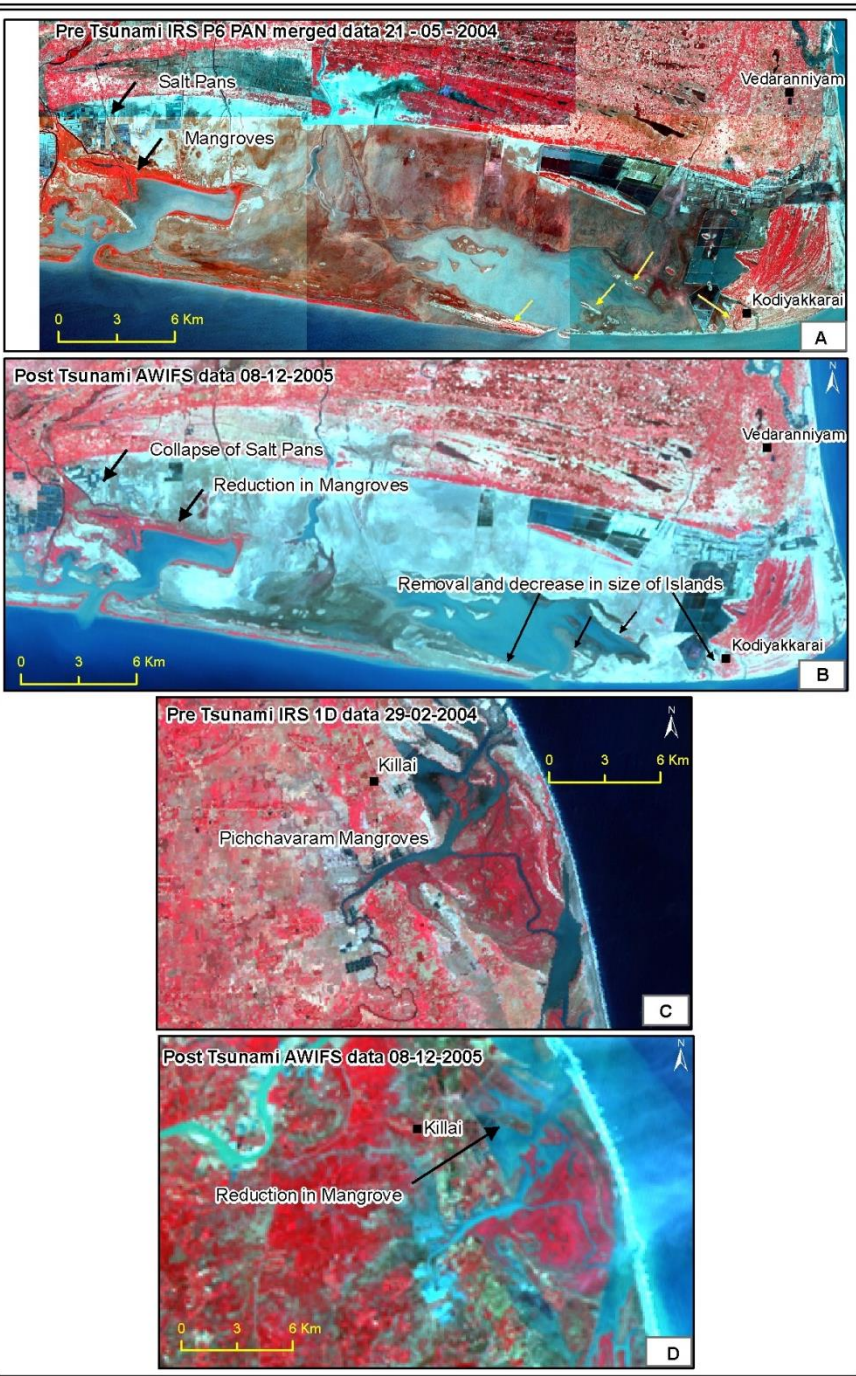 Pre Tsunami IRS P6 PAN merged data 21 - 05 - 2004
N
Salt Pans
Vedaranniyam
Mangroves
Kodiyakkarai
0 3 6 Km
A
Post Tsunami AWIFS data 08-12-2005
N
Vedaranniyam
Collapse of Salt Pans
Reduction in Mangroves
Removal and decrease in size of Islands
Kodiyakkarai
0 3 6 Km
B
Pre Tsunami IRS 1D data 29-02-2004
N
Killai
0 3 6 Km
Pichchavaram Mangroves
C
Post Tsunami AWIFS data 08-12-2005
N
Killai
Reduction in Mangrove
0 3 6 Km
D